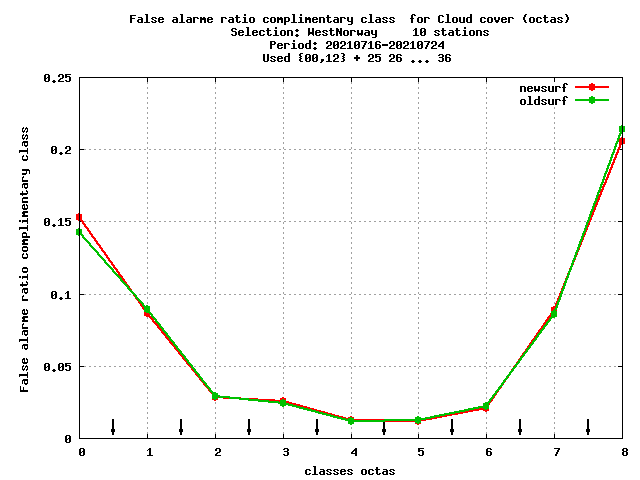 False alarme ratio complimentary class  for Cloud cover (octas)
Selection: WestNorway     10 stations
Period: 20210716-20210724
Used {00,12} + 25 26 ... 36
newsurf
oldsurf
False alarme ratio complimentary class
0.25
0.2
0.15
0.1
0.05
0
0 1 2 3 4 5 6 7 8
classes octas